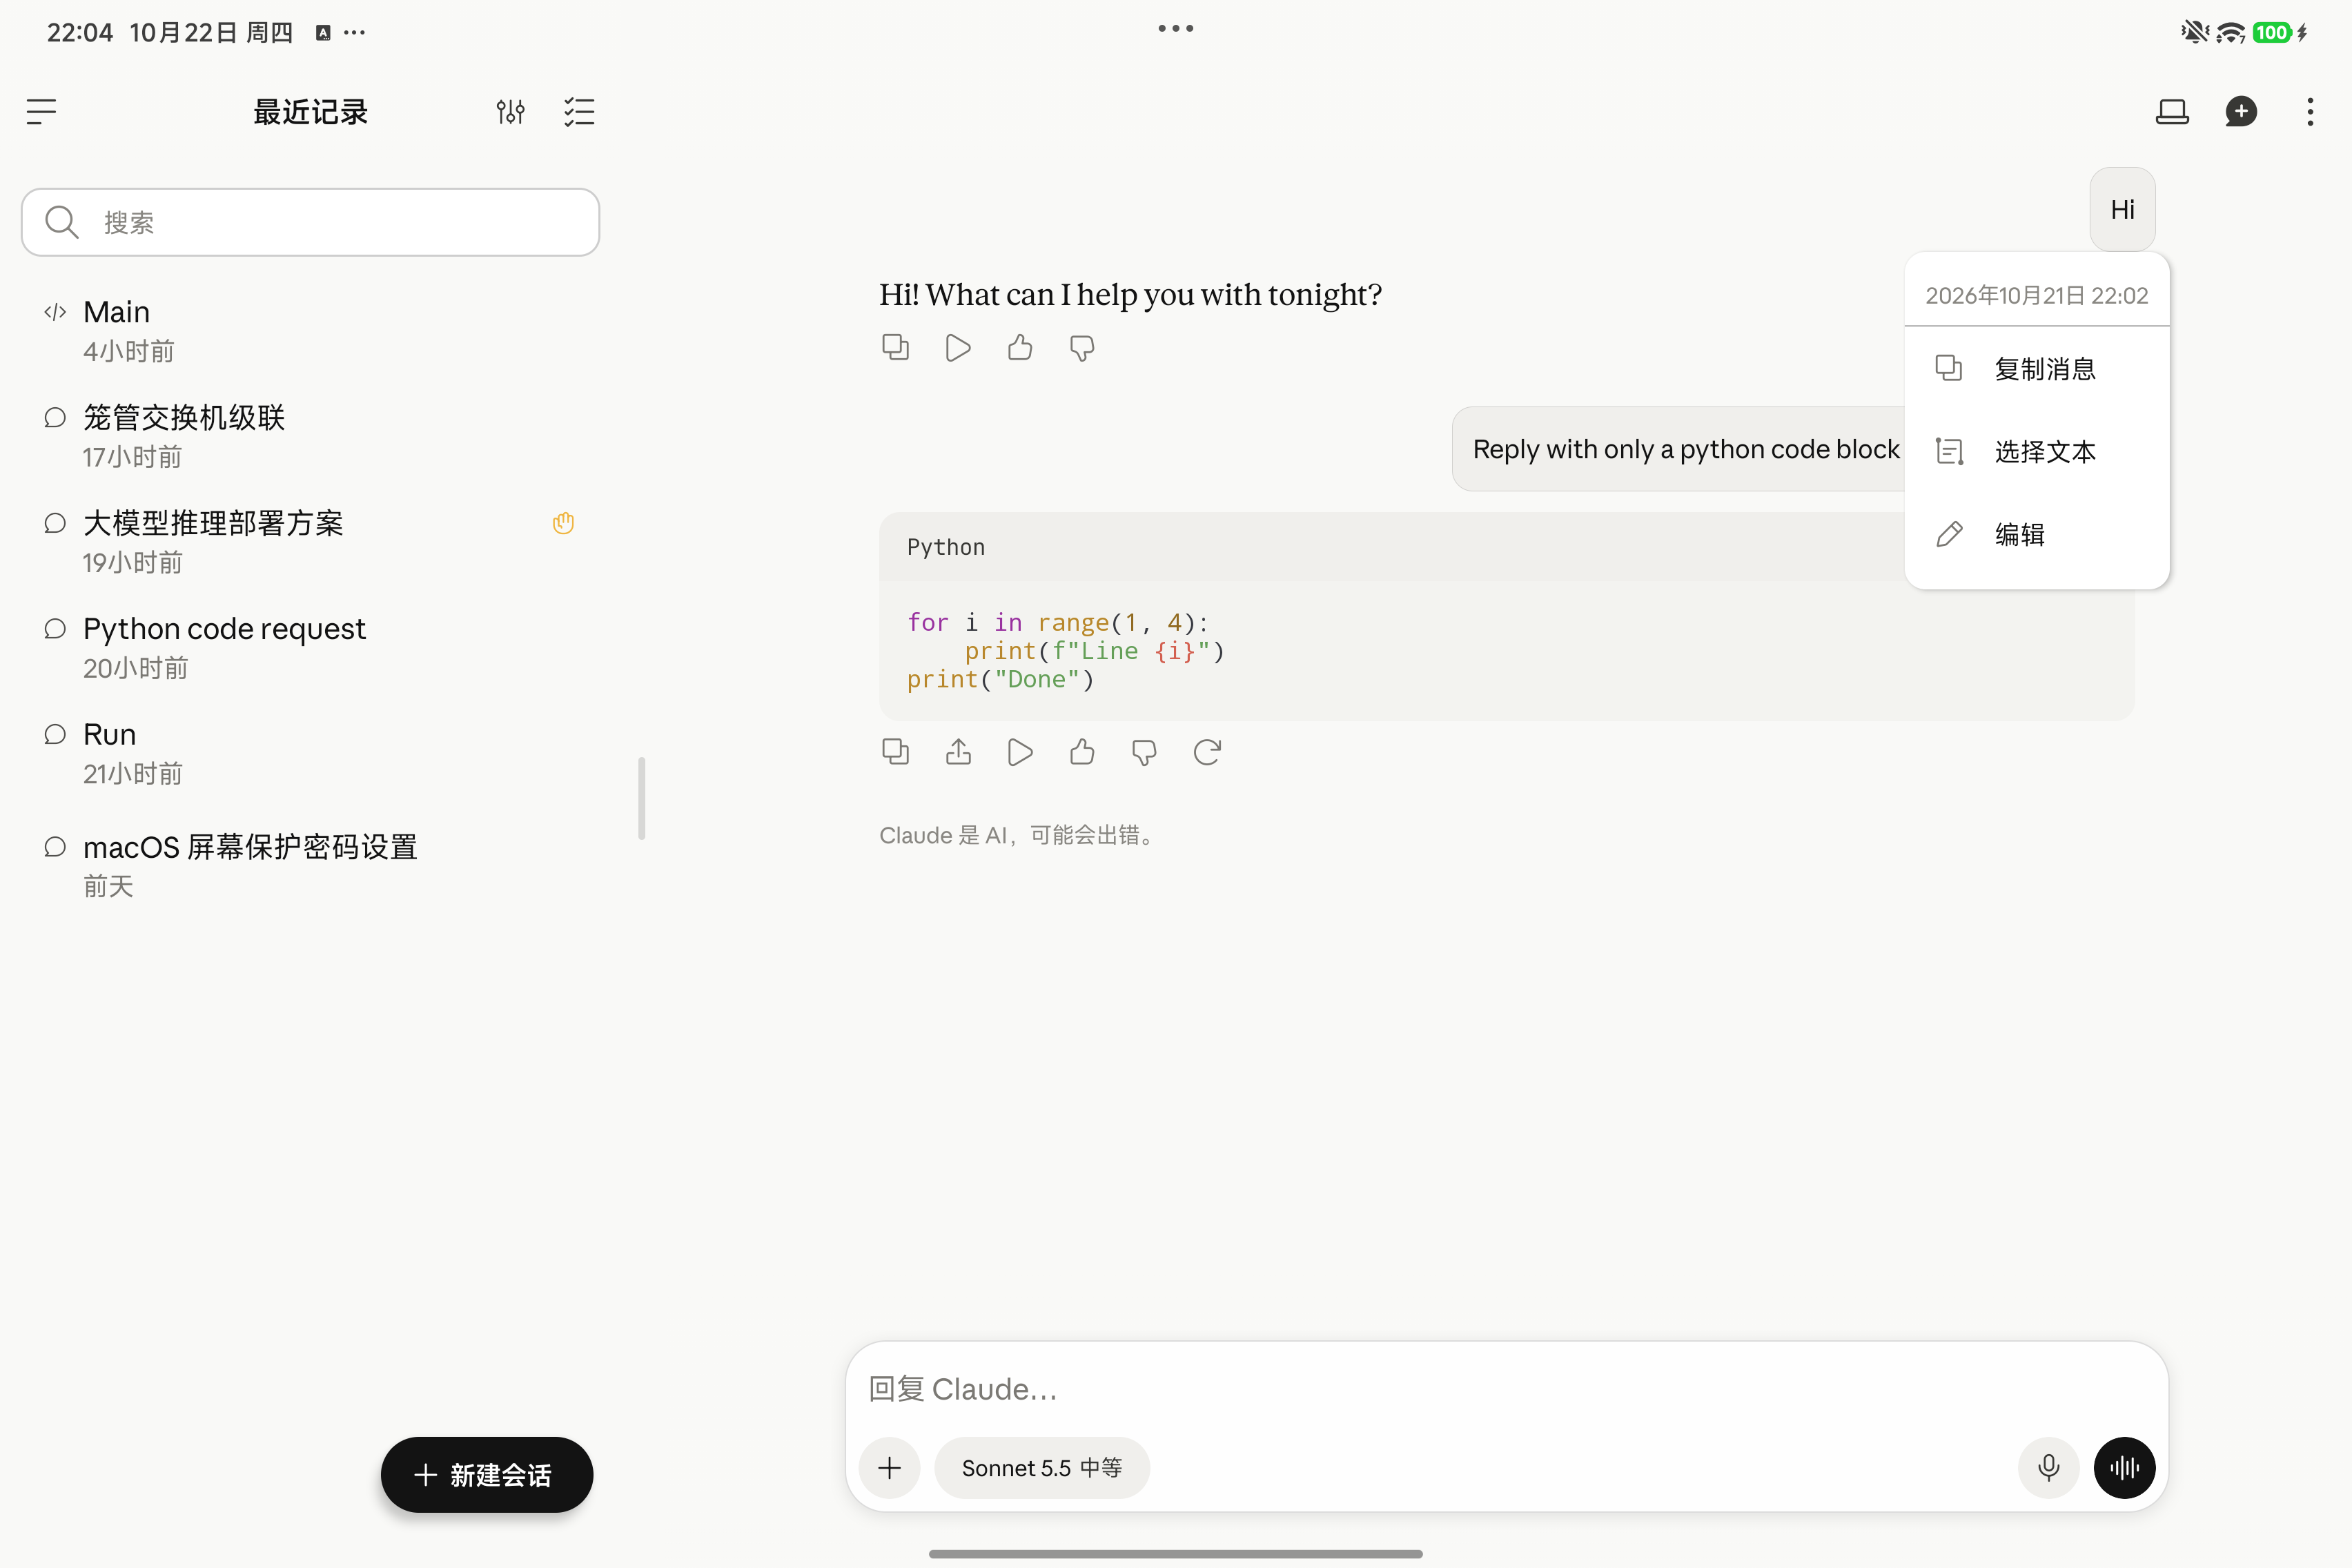 22:04 10月22日 周四
100
最近记录
搜索
Main
4小时前
笼管交换机级联
17小时前
大模型推理部署方案
19小时前
Python code request
20小时前
Run
21小时前
macOS 屏幕保护密码设置
前天
新建会话
Hi
2026年10月21日 22:02
复制消息
选择文本
编辑
Hi! What can I help you with tonight?
Reply with only a python code block
Python
for i in range(1, 4):
    print(f"Line {i}")
print("Done")
Claude 是 AI，可能会出错。
回复 Claude...
Sonnet 5.5 中等